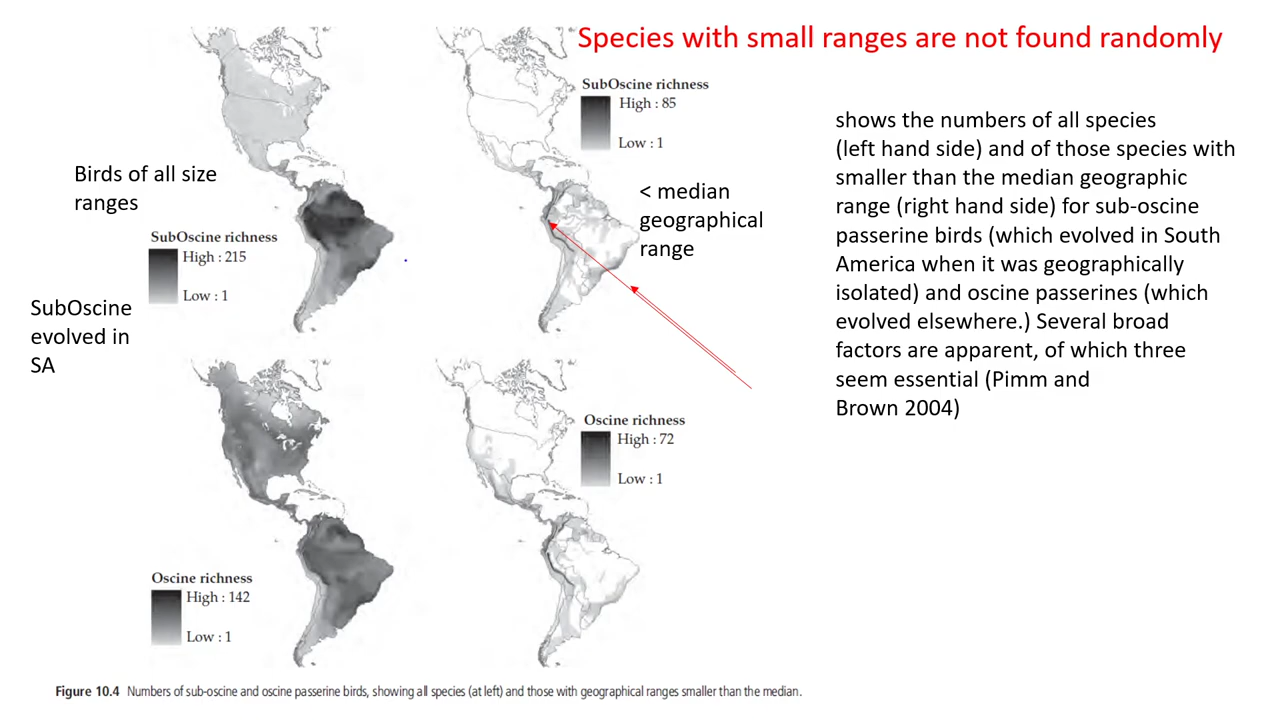 Species with small ranges are not found randomly
SubOscine richness
High : 85
Low : 1
Birds of all size
ranges
< median
geographical
range
SubOscine richness
High : 215
Low : 1
SubOscine
evolved in
SA
shows the numbers of all species
(left hand side) and of those species with
smaller than the median geographic
range (right hand side) for sub-oscine
passerine birds (which evolved in South
America when it was geographically
isolated) and oscine passerines (which
evolved elsewhere.) Several broad
factors are apparent, of which three
seem essential (Pimm and
Brown 2004)
Oscine richness
High : 72
Low : 1
Oscine richness
High : 142
Low : 1
Figure 10.4 Numbers of sub-oscine and oscine passerine birds, showing all species (at left) and those with geographical ranges smaller than the median.